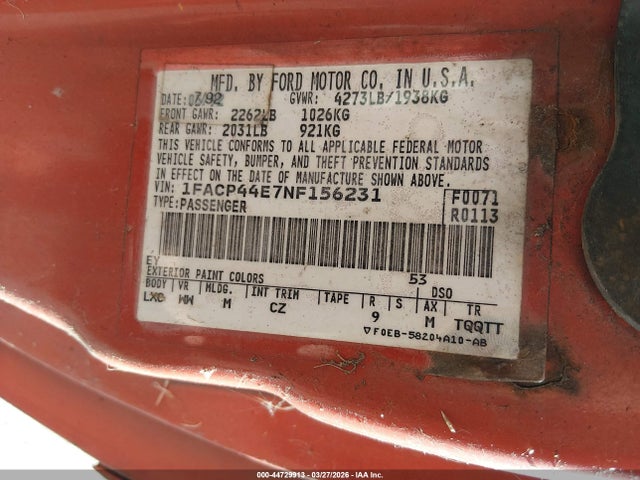 MFD. BY FORD MOTOR CO. IN U.S.A.
DATE: 7/92 GVWR: 4273LB/1938KG
FRONT GAWR: 2262LB 1026KG
REAR GAWR: 2031LB 921KG
THIS VEHICLE CONFORMS TO ALL APPLICABLE FEDERAL MOTOR
VEHICLE SAFETY, BUMPER, AND THEFT PREVENTION STANDARDS
IN EFFECT ON THE DATE OF MANUFACTURE SHOWN ABOVE.
VIN: 1FACP44E7NF156231 F0071
TYPE: PASSENGER R0113
EY 53
EXTERIOR PAINT COLORS DSO
BODY VR MLDG. INT TRIM TAPE R S AX TR
LXC WW M CZ 9 M TQQTT
▽F0EB-58204A10-AB
000-44729913 - 03/27/2026 - IAA Inc.